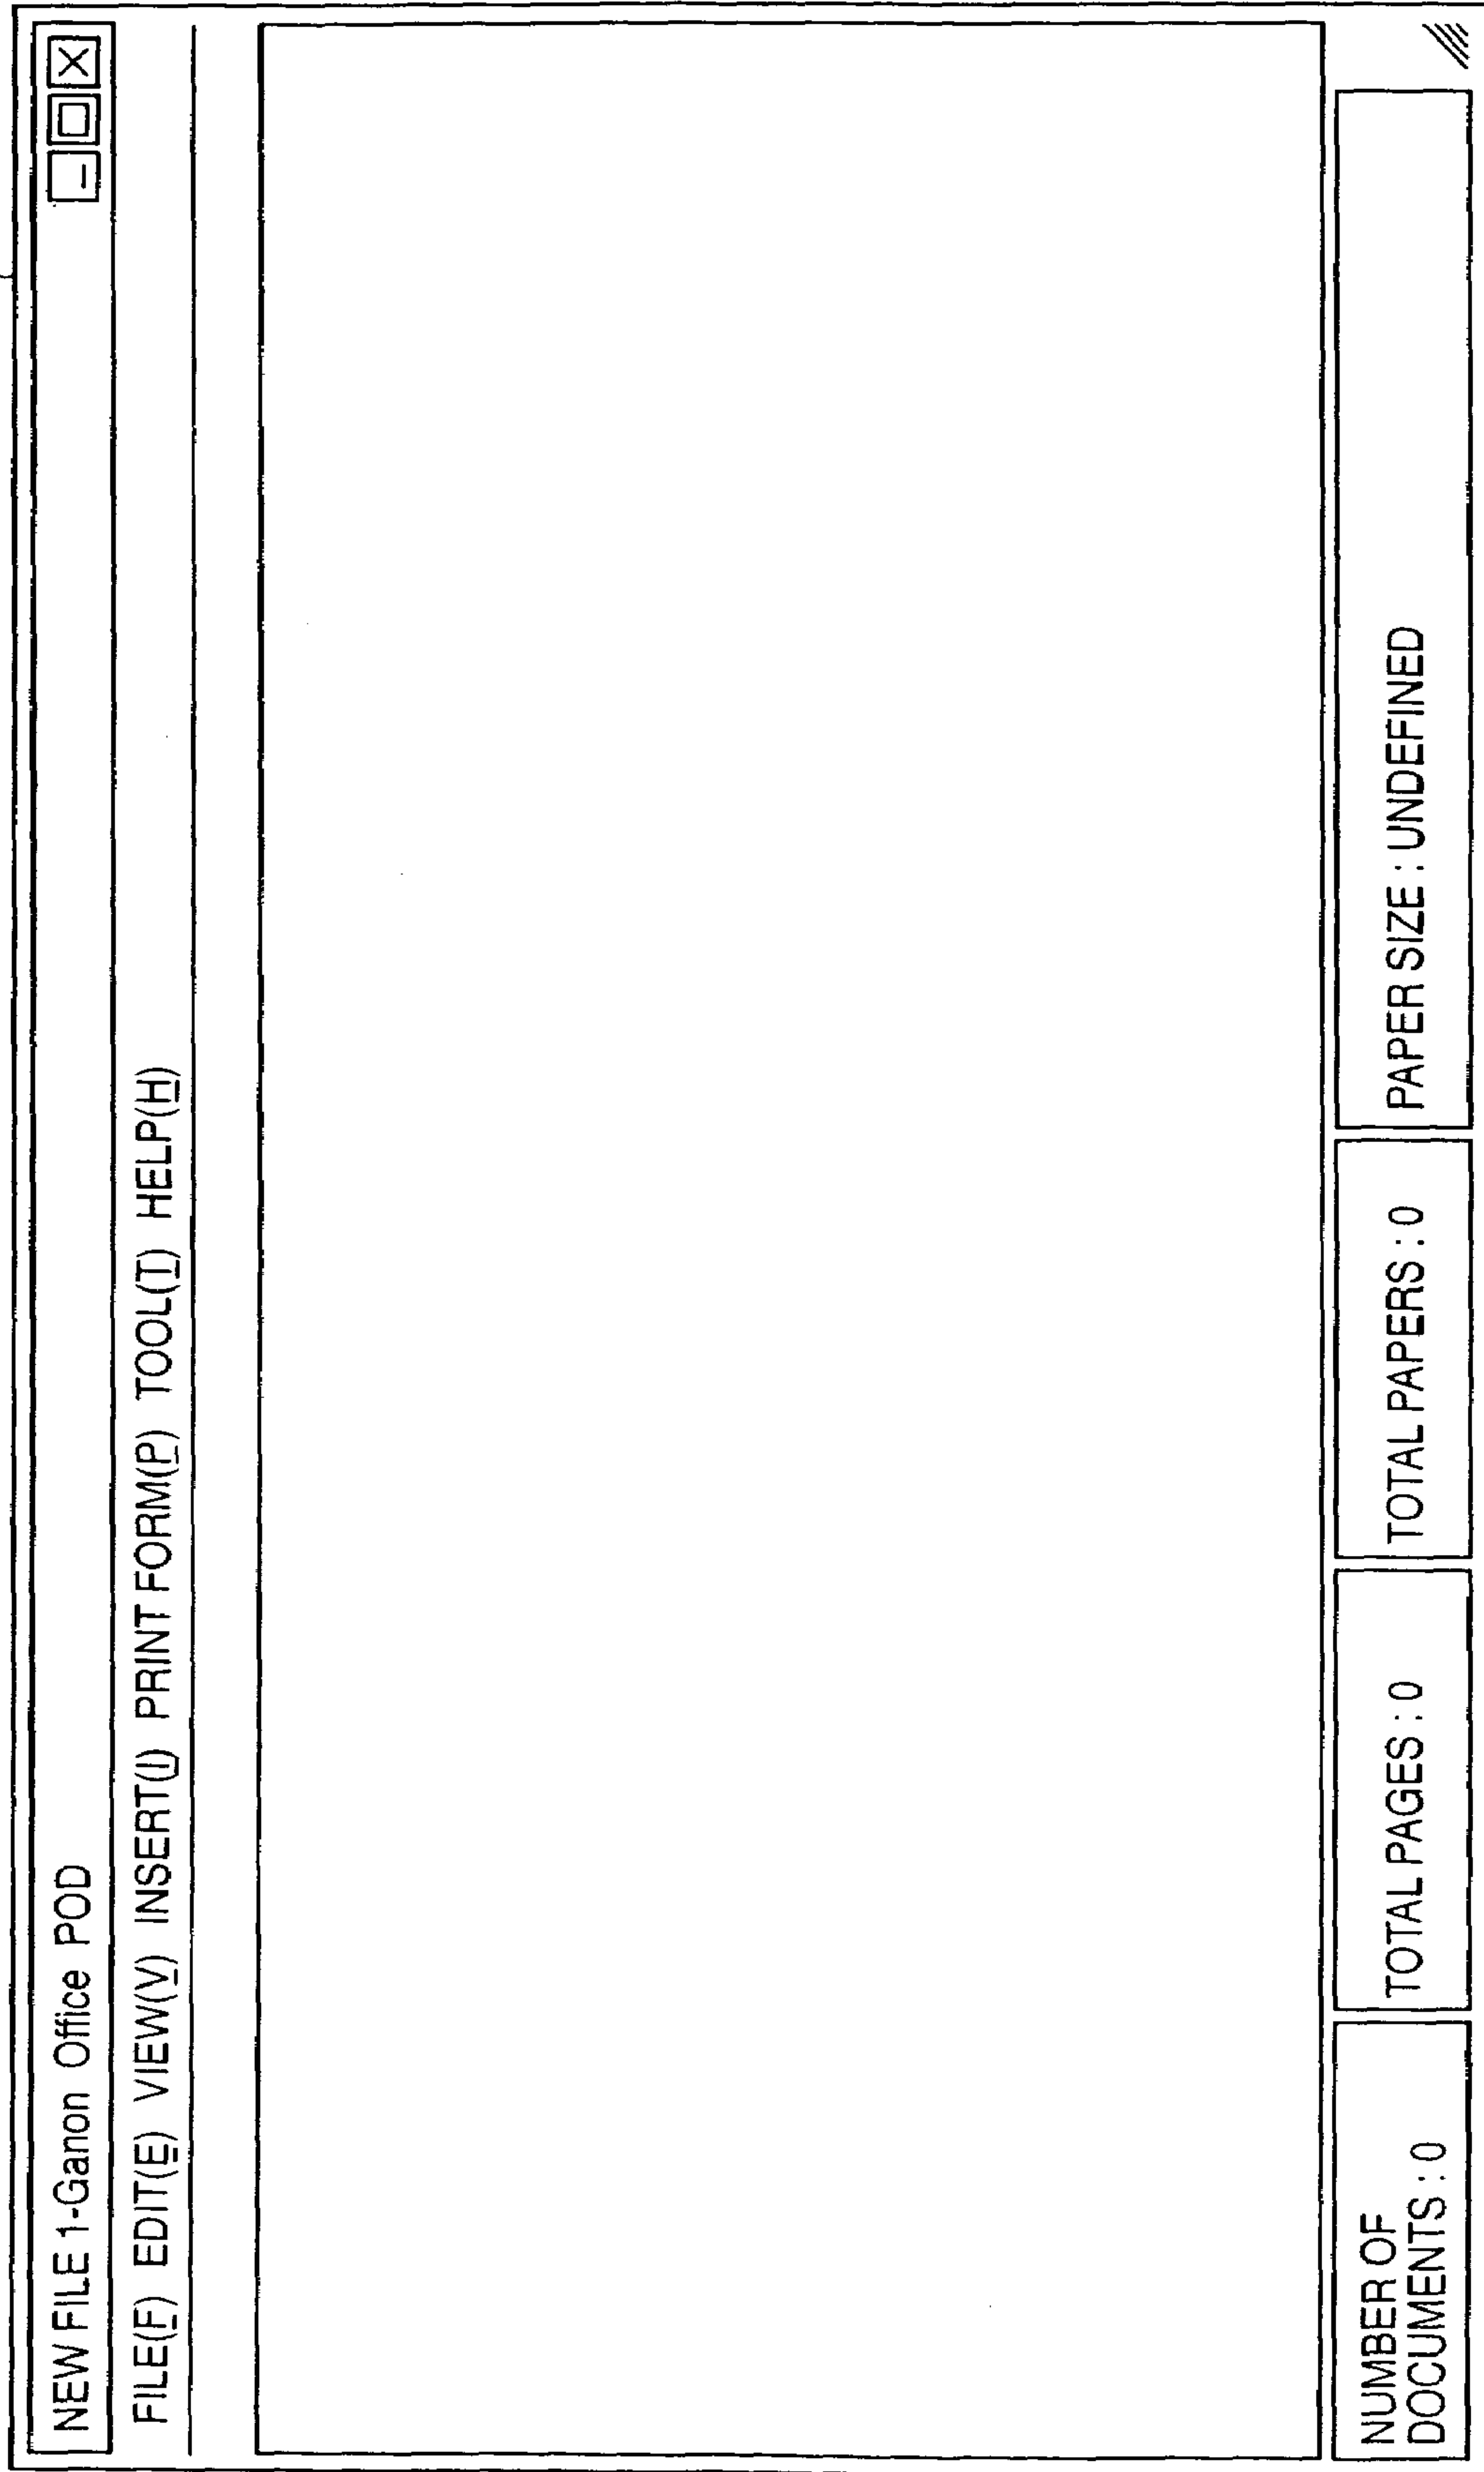 NEW FILE 1-Ganon Office POD
FILE(F) EDIT(E) VIEW(V) INSERT(I) PRINT FORM(P) TOOL(T) HELP(H)
NUMBER OF
DOCUMENTS : 0
TOTAL PAGES : 0
TOTAL PAPERS : 0
PAPER SIZE : UNDEFINED